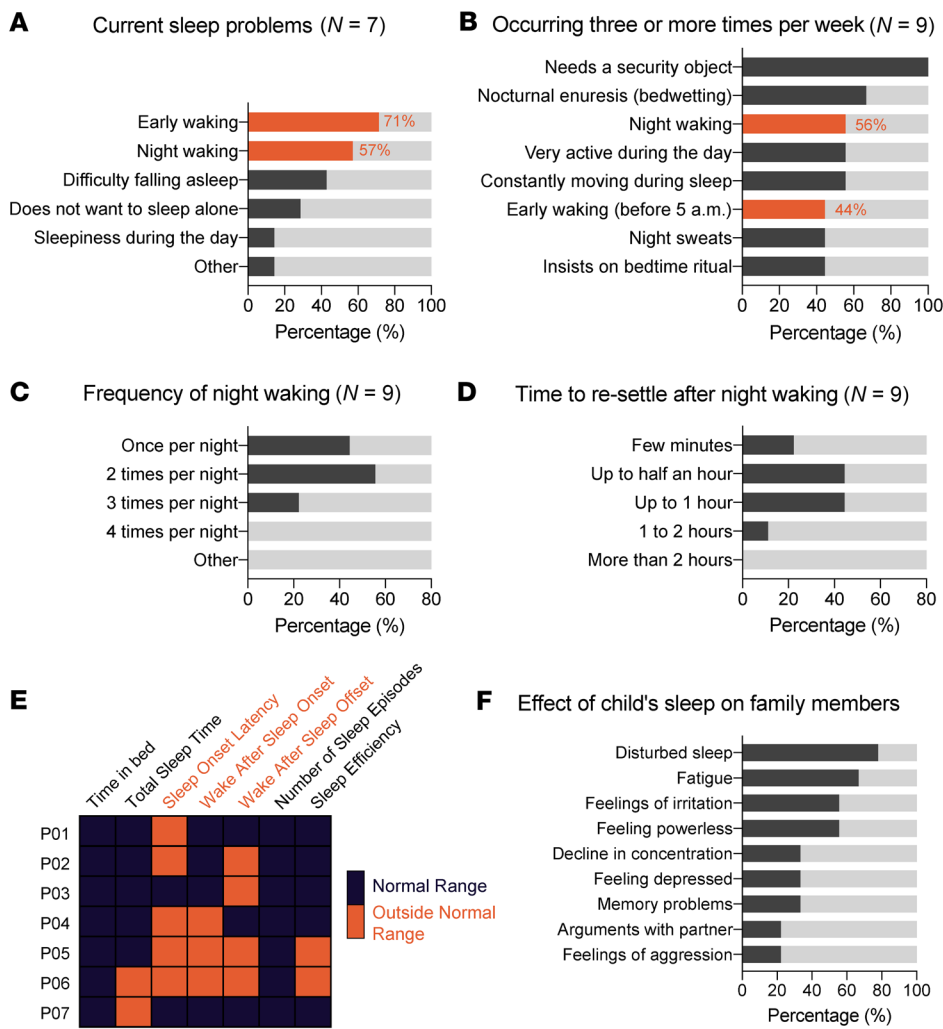 A Current sleep problems (N = 7)
Early waking
71%
Night waking
57%
Difficulty falling asleep
Does not want to sleep alone
Sleepiness during the day
Other
0 20 40 60 80 100
Percentage (%)
B Occurring three or more times per week (N = 9)
Needs a security object
Nocturnal enuresis (bedwetting)
Night waking
56%
Very active during the day
Constantly moving during sleep
Early waking (before 5 a.m.)
44%
Night sweats
Insists on bedtime ritual
0 20 40 60 80 100
Percentage (%)
C Frequency of night waking (N = 9)
Once per night
2 times per night
3 times per night
4 times per night
Other
0 20 40 60 80
Percentage (%)
D Time to re-settle after night waking (N = 9)
Few minutes
Up to half an hour
Up to 1 hour
1 to 2 hours
More than 2 hours
0 20 40 60 80
Percentage (%)
E
Time in bed
Total Sleep Time
Sleep Onset Latency
Wake After Sleep Onset
Wake After Sleep Offset
Number of Sleep Episodes
Sleep Efficiency
P01
P02
P03
P04
P05
P06
P07
Normal Range
Outside Normal
Range
F Effect of child's sleep on family members
Disturbed sleep
Fatigue
Feelings of irritation
Feeling powerless
Decline in concentration
Feeling depressed
Memory problems
Arguments with partner
Feelings of aggression
0 20 40 60 80 100
Percentage (%)